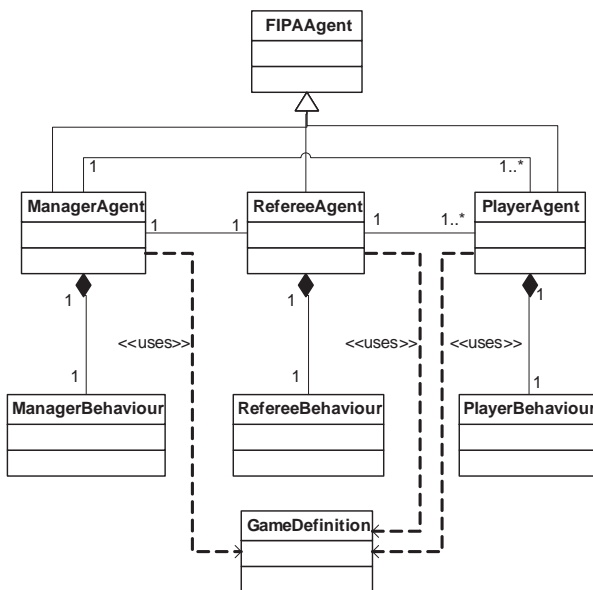 FIPAAgent
1
1..*
ManagerAgent
RefereeAgent
PlayerAgent
1
1
1
1..*
1
1
1
<<uses>>
<<uses>>
<<uses>>
1
1
1
ManagerBehaviour
RefereeBehaviour
PlayerBehaviour
GameDefinition